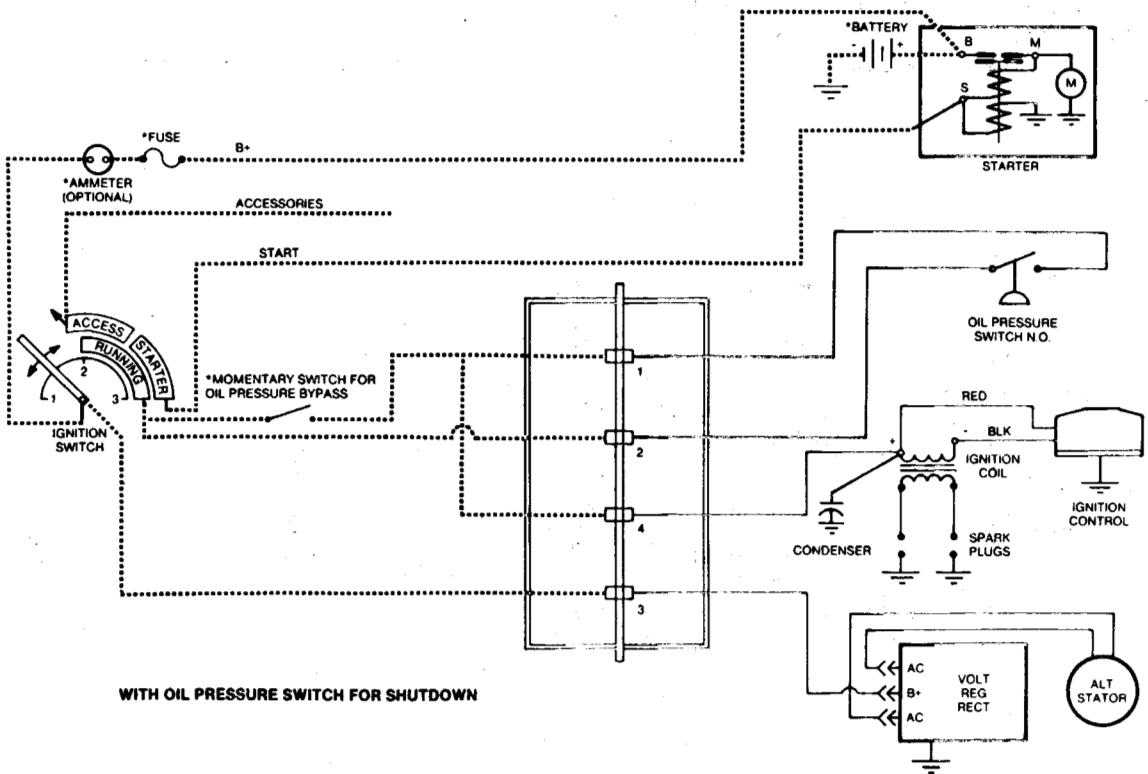 *BATTERY
- +
B
M
M
S
STARTER
*FUSE
B+
*AMMETER
(OPTIONAL)
ACCESSORIES
START
ACCESS
RUNNING
STARTER
1
2
3
IGNITION
SWITCH
*MOMENTARY SWITCH FOR
OIL PRESSURE BYPASS
1
2
4
3
OIL PRESSURE
SWITCH N.O.
RED
BLK
+
-
IGNITION
COIL
CONDENSER
SPARK
PLUGS
IGNITION
CONTROL
AC
B+
AC
VOLT
REG
RECT
ALT
STATOR
WITH OIL PRESSURE SWITCH FOR SHUTDOWN